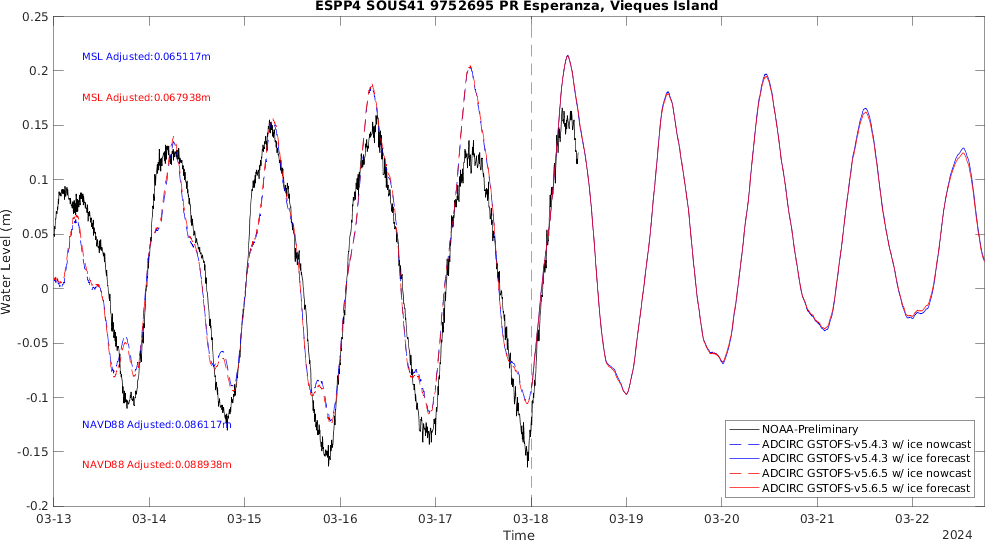 ESPP4 SOUS41 9752695 PR Esperanza, Vieques Island
0.25
0.2
0.15
0.1
0.05
0
-0.05
-0.1
-0.15
-0.2
Water Level (m)
MSL Adjusted:0.065117m
MSL Adjusted:0.067938m
NAVD88 Adjusted:0.086117m
NAVD88 Adjusted:0.088938m
NOAA-Preliminary
ADCIRC GSTOFS-v5.4.3 w/ ice nowcast
ADCIRC GSTOFS-v5.4.3 w/ ice forecast
ADCIRC GSTOFS-v5.6.5 w/ ice nowcast
ADCIRC GSTOFS-v5.6.5 w/ ice forecast
03-13 03-14 03-15 03-16 03-17 03-18 03-19 03-20 03-21 03-22
Time
2024